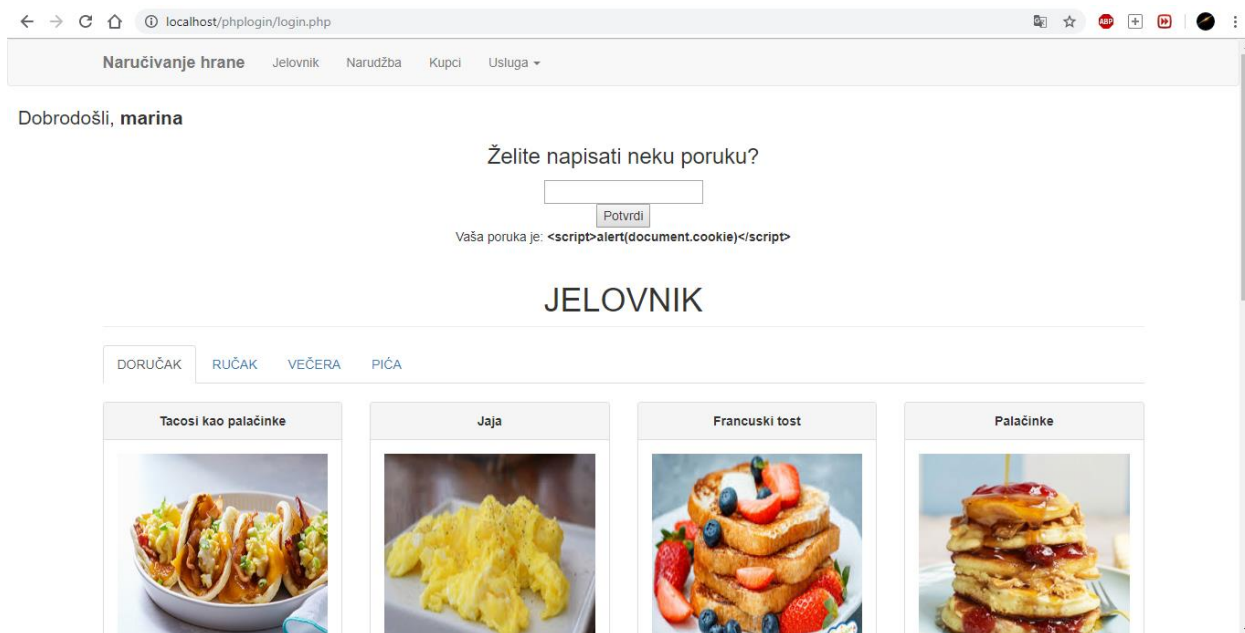 localhost/phplogin/login.php
ABP
Naručivanje hrane Jelovnik Narudžba Kupci Usluga
Dobrodošli, marina
Želite napisati neku poruku?
Potvrdi
Vaša poruka je: <script>alert(document.cookie)</script>
JELOVNIK
DORUČAK RUČAK VEČERA PIĆA
Tacosi kao palačinke Jaja Francuski tost Palačinke